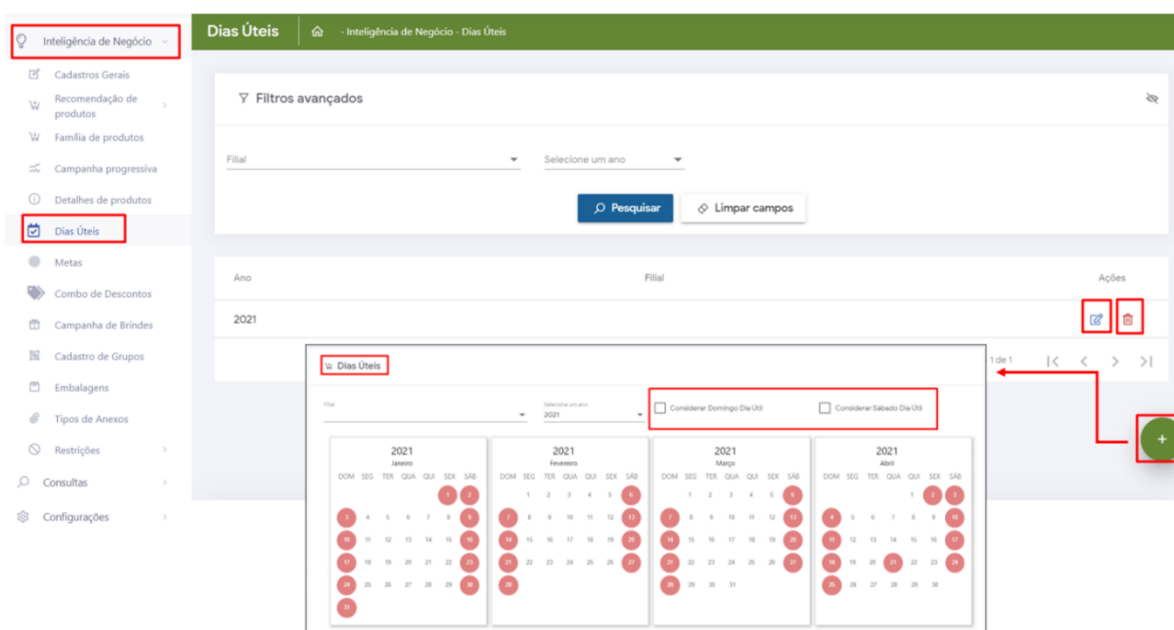 Inteligência de Negócio
Cadastros Gerais
Recomendação de
produtos
Família de produtos
Campanha progressiva
Detalhes de produtos
Dias Úteis
Metas
Combo de Descontos
Campanha de Brindes
Cadastro de Grupos
Embalagens
Tipos de Anexos
Restrições
Consultas
Configurações
Dias Úteis - Inteligência de Negócio - Dias Úteis
Filtros avançados
Filial Selecione um ano
Pesquisar Limpar campos
Ano Filial Ações
2021
1 de 1
Dias Úteis
Filial Selecione um ano
2021 Considerar Domingo Dia Útil Considerar Sábado Dia Útil
2021
Janeiro
DOM SEG TER QUA QUI SEX SÁB
1 2
3 4 5 6 7 8 9
10 11 12 13 14 15 16
17 18 19 20 21 22 23
24 25 26 27 28 29 30
31
2021
Fevereiro
DOM SEG TER QUA QUI SEX SÁB
1 2 3 4 5 6
7 8 9 10 11 12 13
14 15 16 17 18 19 20
21 22 23 24 25 26 27
28
2021
Março
DOM SEG TER QUA QUI SEX SÁB
1 2 3 4 5 6
7 8 9 10 11 12 13
14 15 16 17 18 19 20
21 22 23 24 25 26 27
28 29 30 31
2021
Abril
DOM SEG TER QUA QUI SEX SÁB
1 2 3
4 5 6 7 8 9 10
11 12 13 14 15 16 17
18 19 20 21 22 23 24
25 26 27 28 29 30